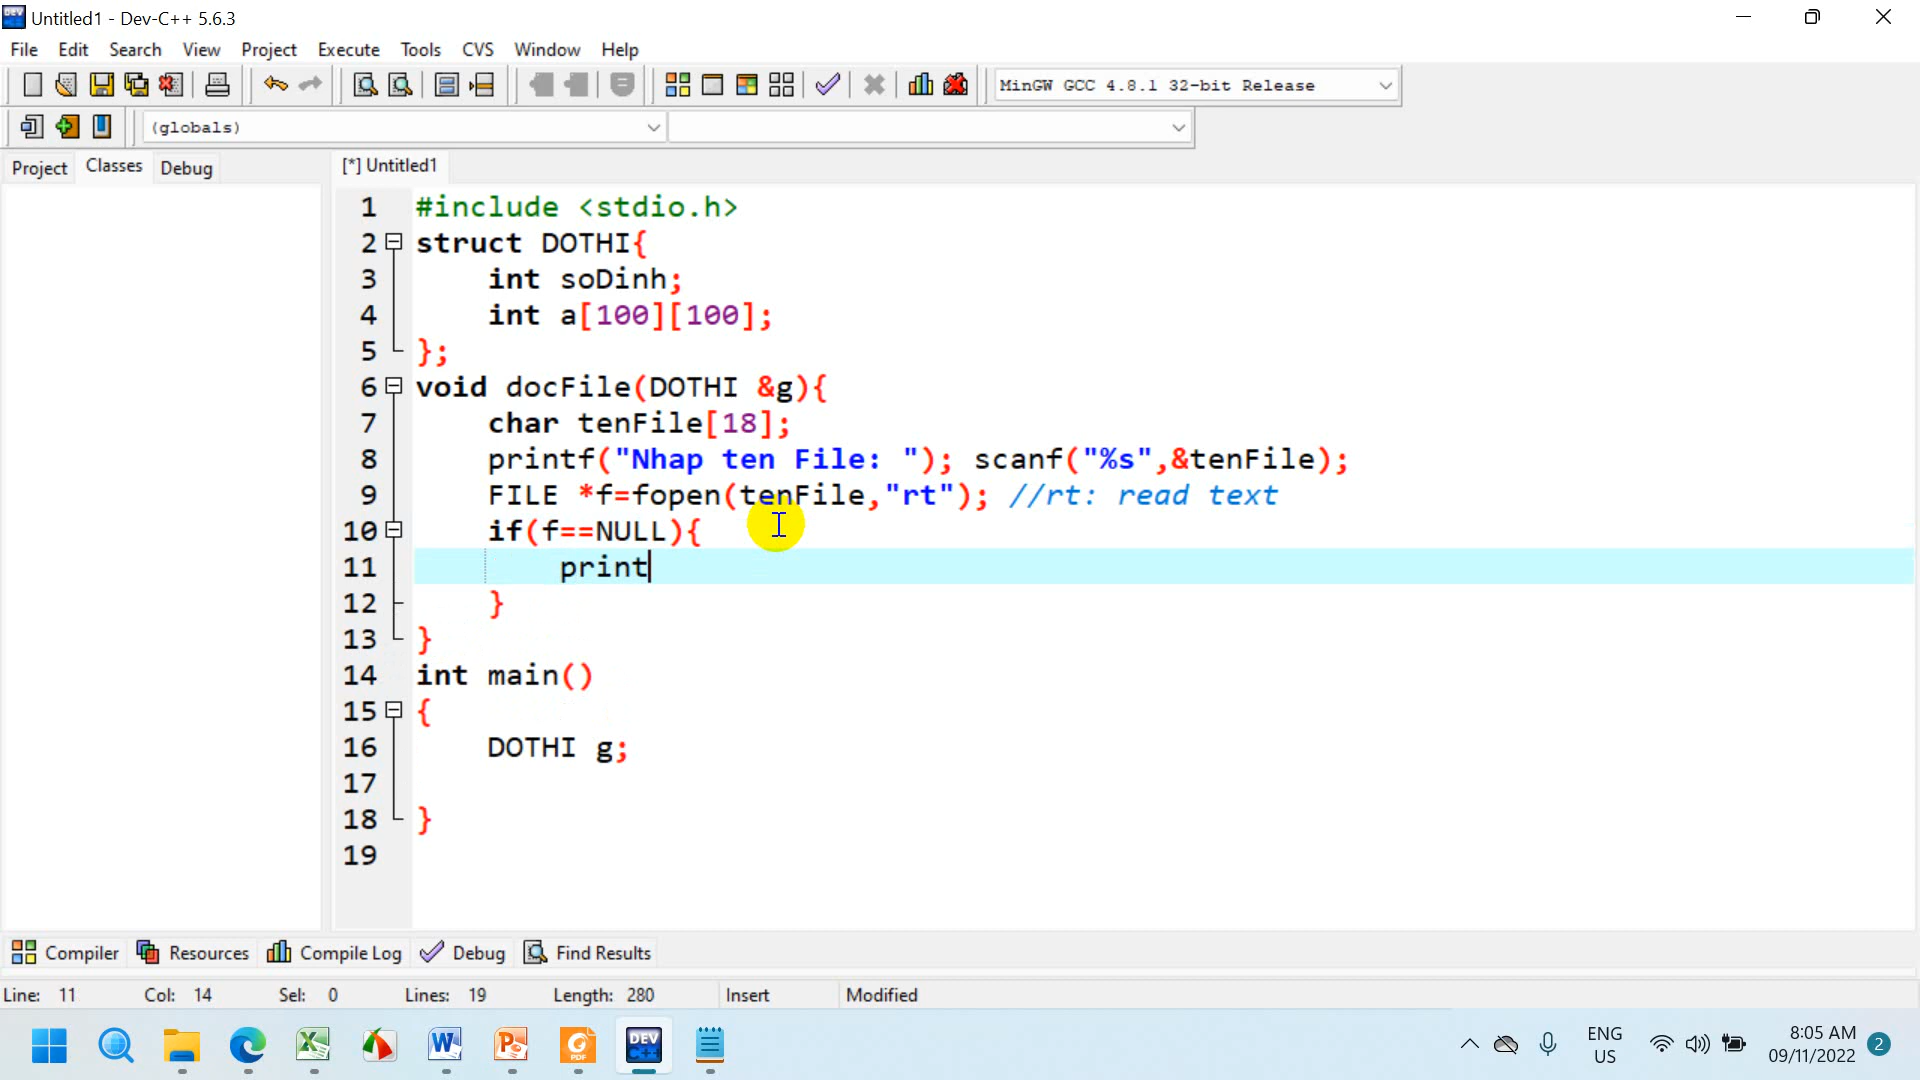 Untitled1 - Dev-C++ 5.6.3
File Edit Search View Project Execute Tools CVS Window Help
MinGW GCC 4.8.1 32-bit Release
(globals)
Project Classes Debug
[*] Untitled1
1 #include <stdio.h>
2 struct DOTHI{
3 int soDinh;
4 int a[100][100];
5 };
6 void docFile(DOTHI &g){
7 char tenFile[18];
8 printf("Nhap ten File: "); scanf("%s",&tenFile);
9 FILE *f=fopen(tenFile,"rt"); //rt: read text
10 if(f==NULL){
11 print
12 }
13 }
14 int main()
15 {
16 DOTHI g;
17
18 }
19
Compiler Resources Compile Log Debug Find Results
Line: 11 Col: 14 Sel: 0 Lines: 19 Length: 280 Insert Modified
DEV C++
ENG
US
8:05 AM
09/11/2022
2